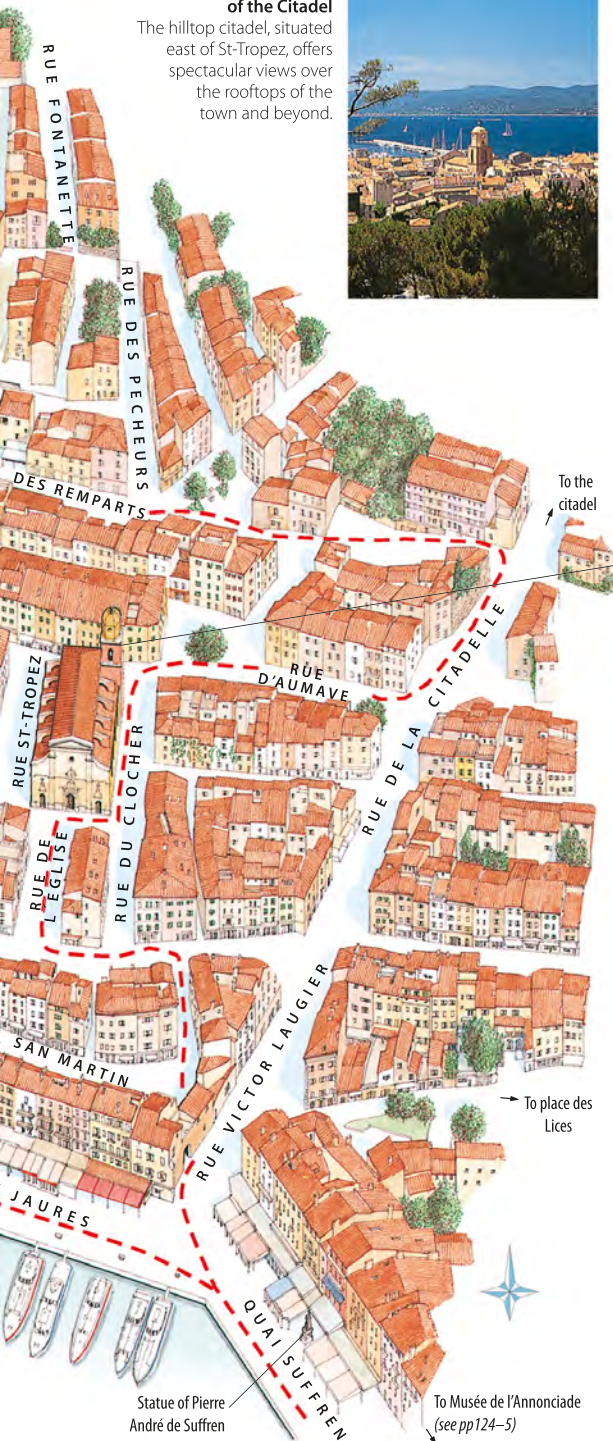 of the Citadel
The hilltop citadel, situated
east of St-Tropez, offers
spectacular views over
the rooftops of the
town and beyond.
RUE FONTANETTE
RUE DES PECHEURS
DES REMPARTS
To the
citadel
RUE
D'AUMAVE
RUE DE LA CITADELLE
RUE ST-TROPEZ
RUE DU CLOCHER
RUE DE
L'EGLISE
SAN MARTIN
RUE VICTOR LAUGIER
To place des
Lices
JAURES
QUAI SUFFREN
Statue of Pierre
André de Suffren
To Musée de l'Annonciade
(see pp124–5)